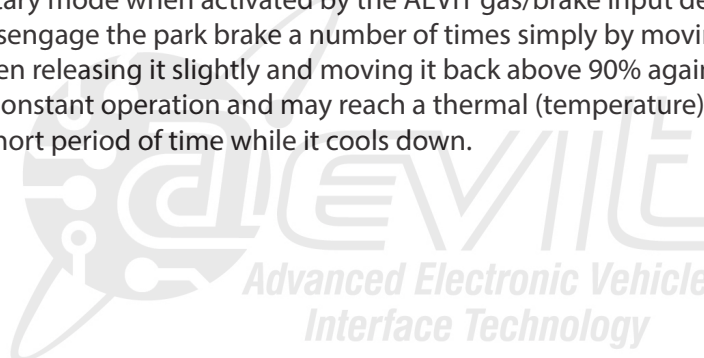 tary mode when activated by the AEVIT gas/brake input de
sengage the park brake a number of times simply by movin
en releasing it slightly and moving it back above 90% again
onstant operation and may reach a thermal (temperature)
hort period of time while it cools down.
aevit
Advanced Electronic Vehicle
Interface Technology